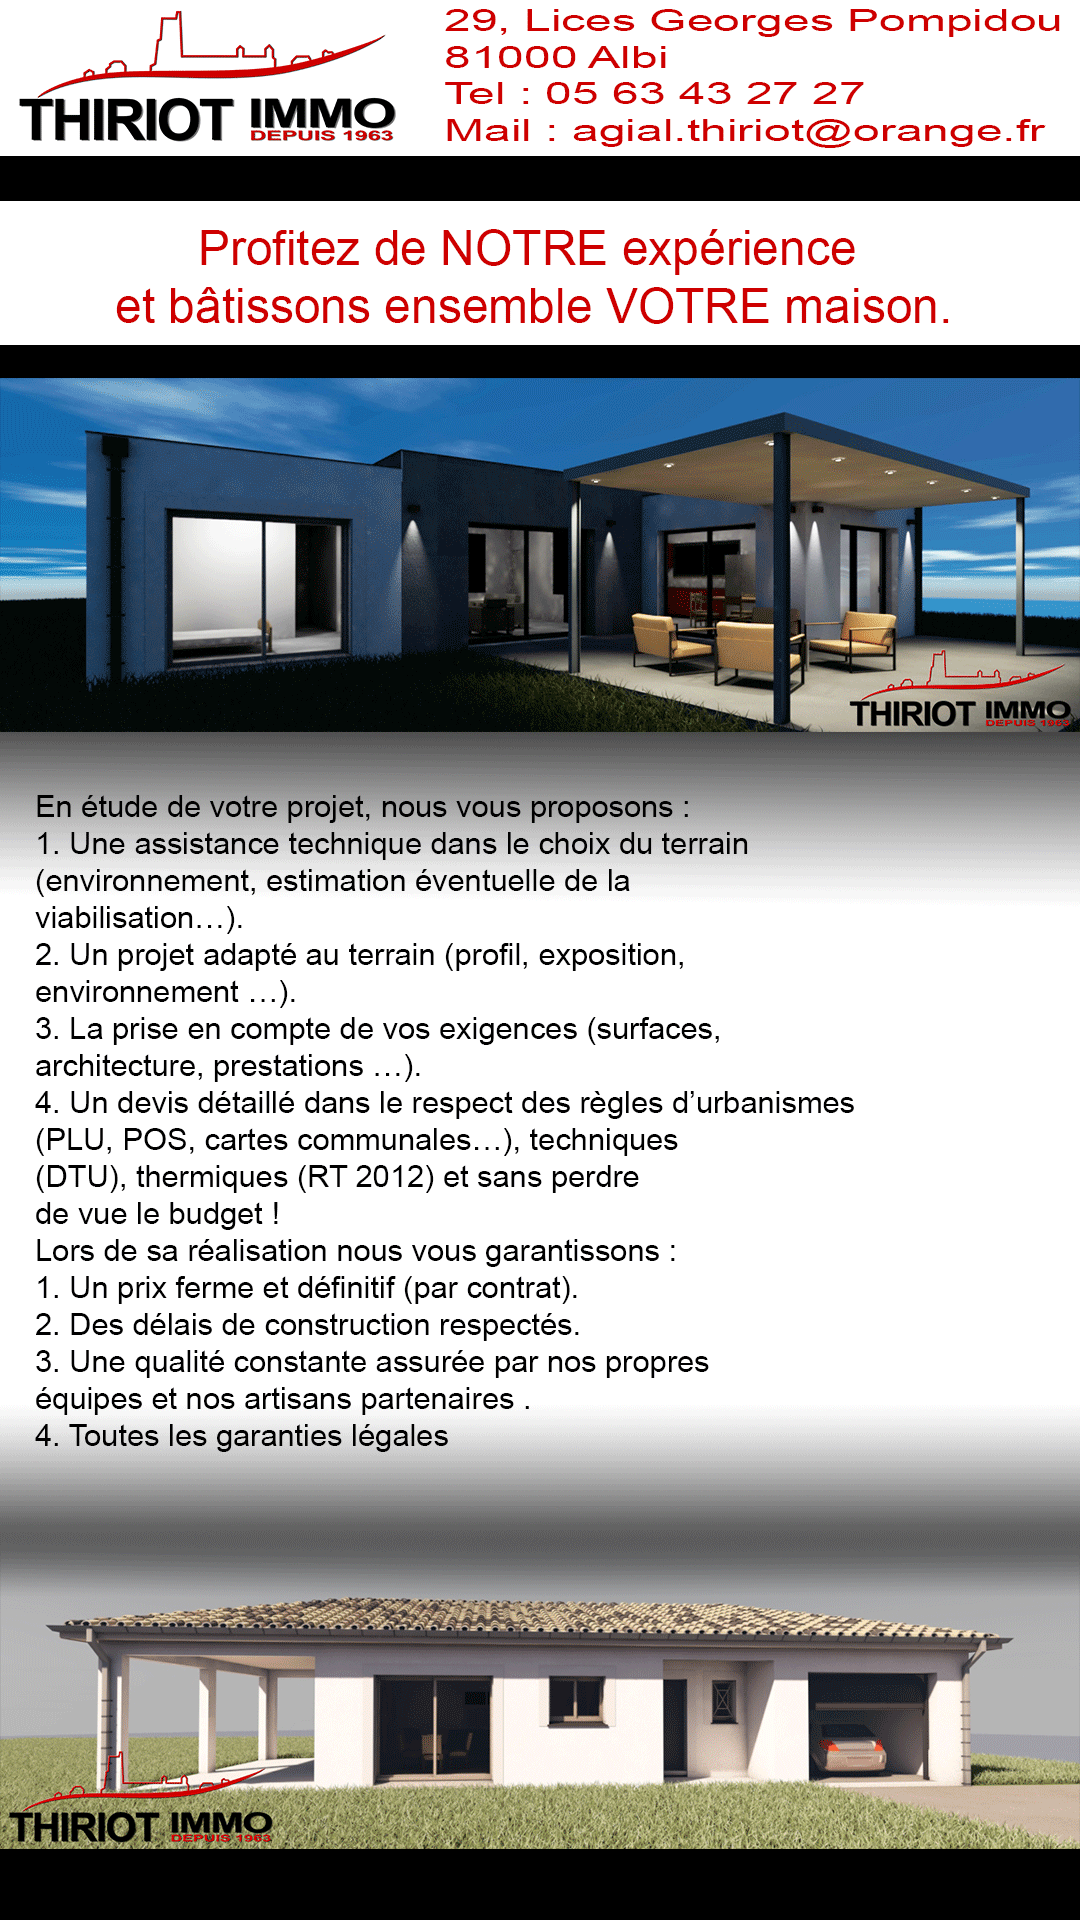 THIRIOT IMMO
DEPUIS 1963
29, Lices Georges Pompidou
81000 Albi
Tel : 05 63 43 27 27
Mail : agial.thiriot@orange.fr
Profitez de NOTRE expérience
et bâtissons ensemble VOTRE maison.
THIRIOT IMMO
DEPUIS 1963
En étude de votre projet, nous vous proposons :
1. Une assistance technique dans le choix du terrain
(environnement, estimation éventuelle de la
viabilisation…).
2. Un projet adapté au terrain (profil, exposition,
environnement …).
3. La prise en compte de vos exigences (surfaces,
architecture, prestations …).
4. Un devis détaillé dans le respect des règles d’urbanismes
(PLU, POS, cartes communales…), techniques
(DTU), thermiques (RT 2012) et sans perdre
de vue le budget !
Lors de sa réalisation nous vous garantissons :
1. Un prix ferme et définitif (par contrat).
2. Des délais de construction respectés.
3. Une qualité constante assurée par nos propres
équipes et nos artisans partenaires .
4. Toutes les garanties légales
THIRIOT IMMO
DEPUIS 1963